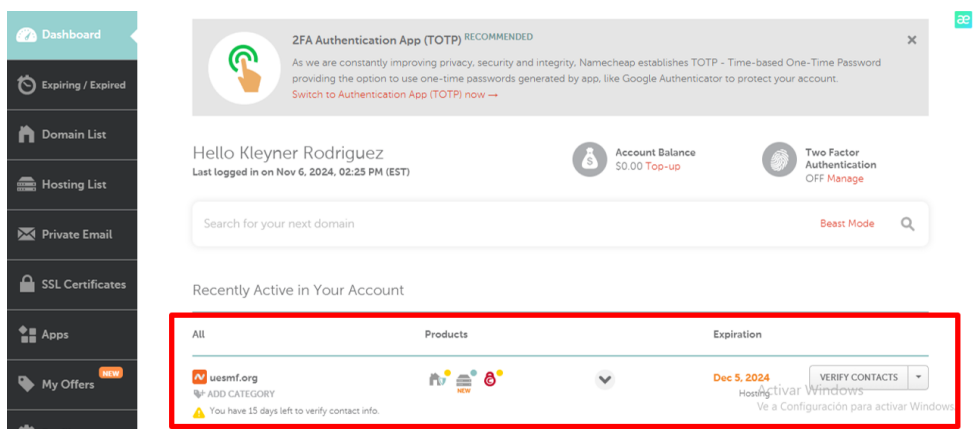 Dashboard
Expiring / Expired
Domain List
Hosting List
Private Email
SSL Certificates
Apps
NEW
My Offers
æ
2FA Authentication App (TOTP) RECOMMENDED
As we are constantly improving privacy, security and integrity, Namecheap establishes TOTP - Time-based One-Time Password
providing the option to use one-time passwords generated by app, like Google Authenticator to protect your account.
Switch to Authentication App (TOTP) now →
Hello Kleyner Rodriguez
Last logged in on Nov 6, 2024, 02:25 PM (EST)
Account Balance
$0.00 Top-up
Two Factor
Authentication
OFF Manage
Search for your next domain
Beast Mode
Recently Active in Your Account
All Products Expiration
uesmf.org
ADD CATEGORY
You have 15 days left to verify contact info.
NEW
Dec 5, 2024
Hosting
VERIFY CONTACTS
Activar Windows
Ve a Configuración para activar Windows.